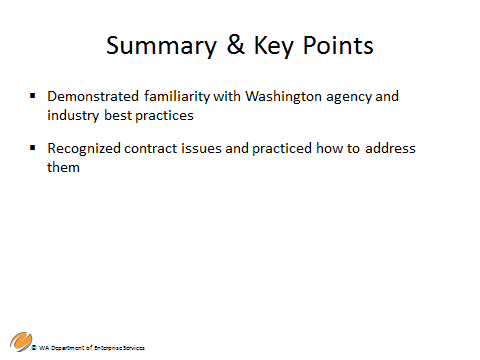 Summary & Key Points
▪ Demonstrated familiarity with Washington agency and
industry best practices
▪ Recognized contract issues and practiced how to address
them
© WA Department of Enterprise Services